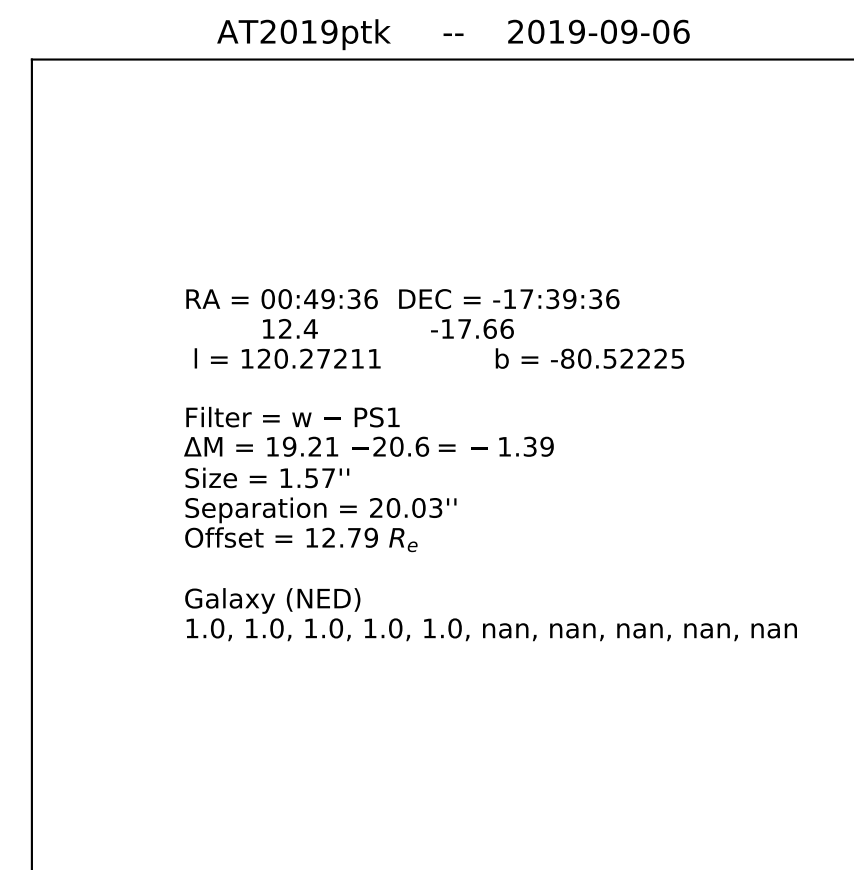 AT2019ptk -- 2019-09-06
RA = 00:49:36 DEC = -17:39:36
12.4 -17.66
l = 120.27211 b = -80.52225
Filter = w − PS1
ΔM = 19.21 −20.6 = − 1.39
Size = 1.57''
Separation = 20.03''
Offset = 12.79 Rₑ
Galaxy (NED)
1.0, 1.0, 1.0, 1.0, 1.0, nan, nan, nan, nan, nan